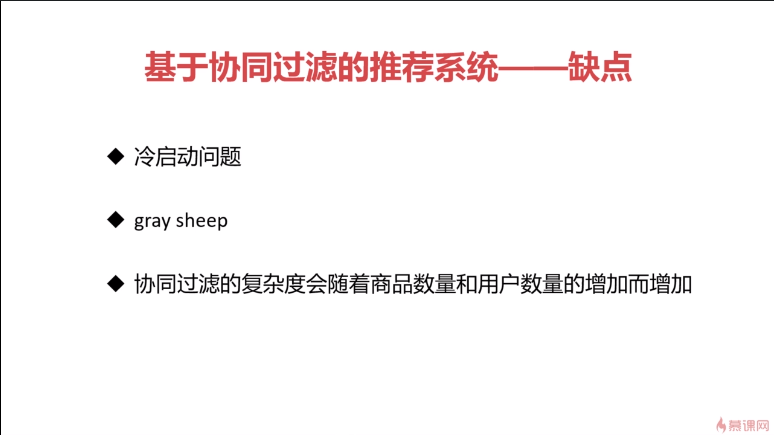 基于协同过滤的推荐系统——缺点
◆ 冷启动问题
◆ gray sheep
◆ 协同过滤的复杂度会随着商品数量和用户数量的增加而增加
慕课网